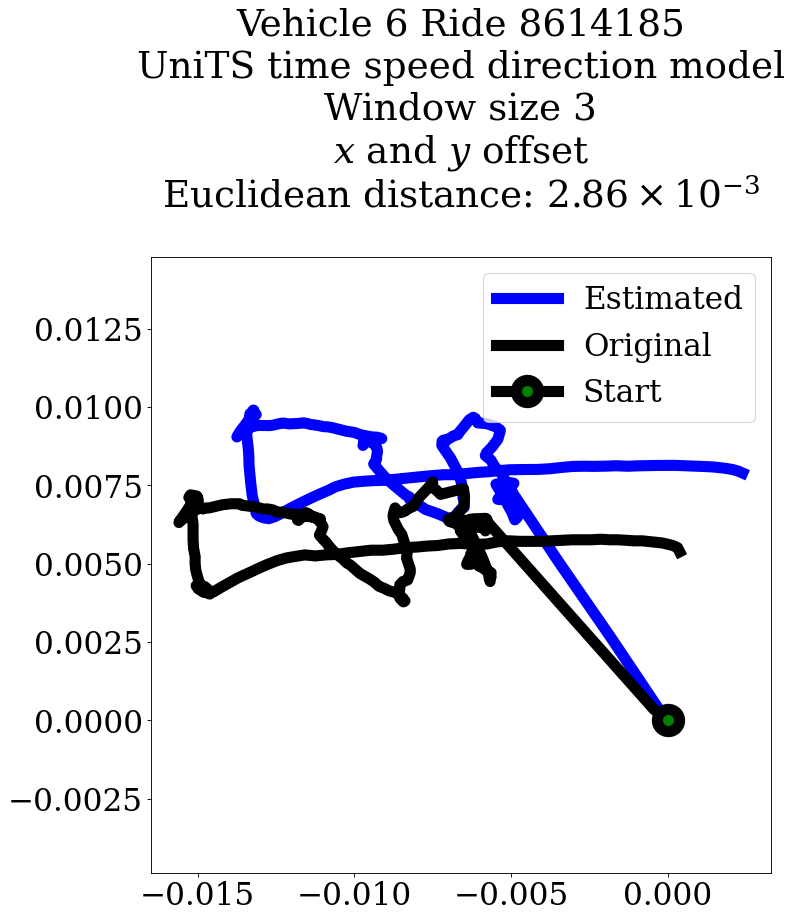 Vehicle 6 Ride 8614185
UniTS time speed direction model
Window size 3
x and y offset
Euclidean distance: 2.86 × 10⁻³
Estimated
Original
Start
0.0125
0.0100
0.0075
0.0050
0.0025
0.0000
−0.0025
−0.015 −0.010 −0.005 0.000